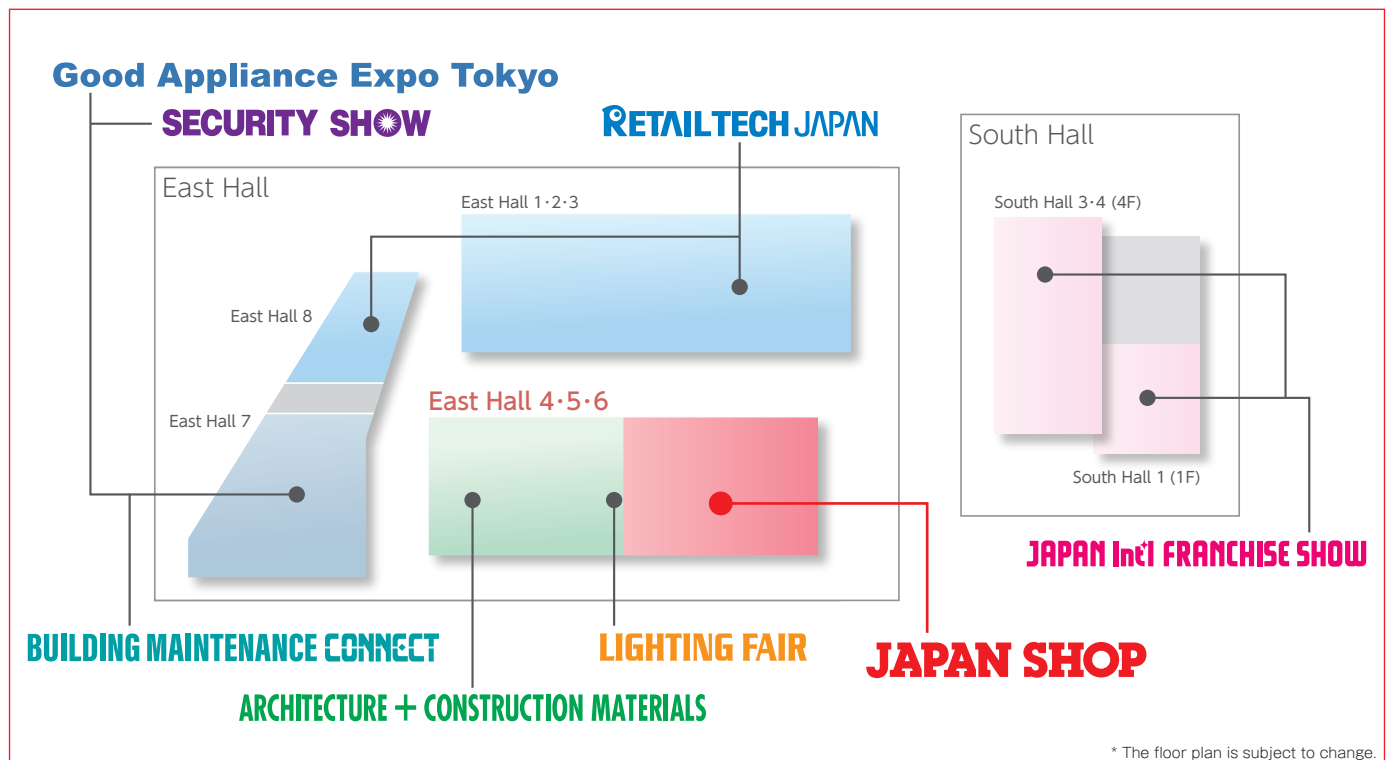 Good Appliance Expo Tokyo
SECURITY SHOW
RETAILTECH JAPAN
East Hall
East Hall 1·2·3
East Hall 8
East Hall 7
East Hall 4·5·6
South Hall
South Hall 3·4 (4F)
South Hall 1 (1F)
JAPAN Int'l FRANCHISE SHOW
BUILDING MAINTENANCE CONNECT
LIGHTING FAIR
JAPAN SHOP
ARCHITECTURE + CONSTRUCTION MATERIALS
* The floor plan is subject to change.